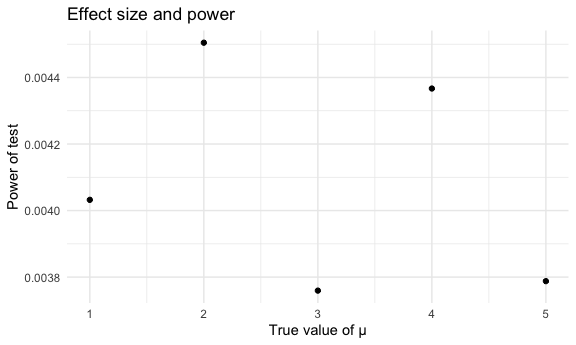 Effect size and power
Power of test
0.0044
0.0042
0.0040
0.0038
1 2 3 4 5
True value of μ